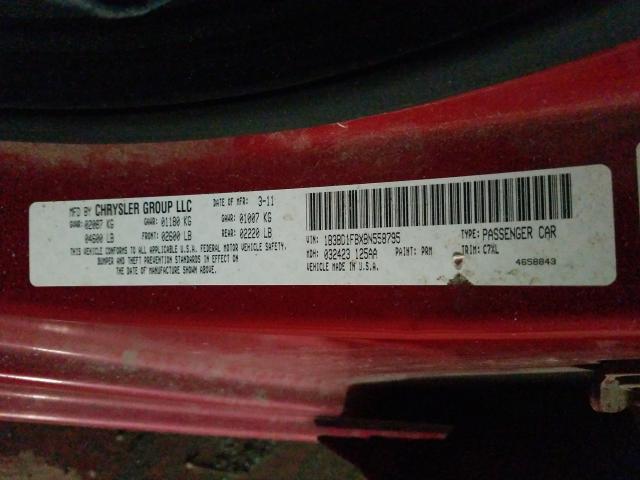 MFD BY CHRYSLER GROUP LLC DATE OF MFR: 3-11
GVWR: 02087 KG GAWR: 01180 KG GAWR: 01007 KG
04600 LB FRONT: 02600 LB REAR: 02220 LB
THIS VEHICLE CONFORMS TO ALL APPLICABLE U.S.A. FEDERAL MOTOR VEHICLE SAFETY,
BUMPER AND THEFT PREVENTION STANDARDS IN EFFECT ON
THE DATE OF MANUFACTURE SHOWN ABOVE.
VIN: 1B3BD1FBXBN558795 TYPE: PASSENGER CAR
MDH: 032423 125AA PAINT: PRM TRIM: C7XL
VEHICLE MADE IN U.S.A. 4658843